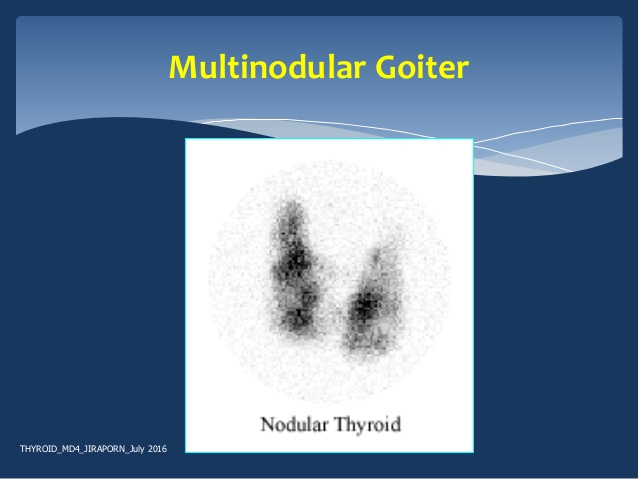 Multinodular Goiter
Nodular Thyroid
THYROID_MD4_JIRAPORN_July 2016